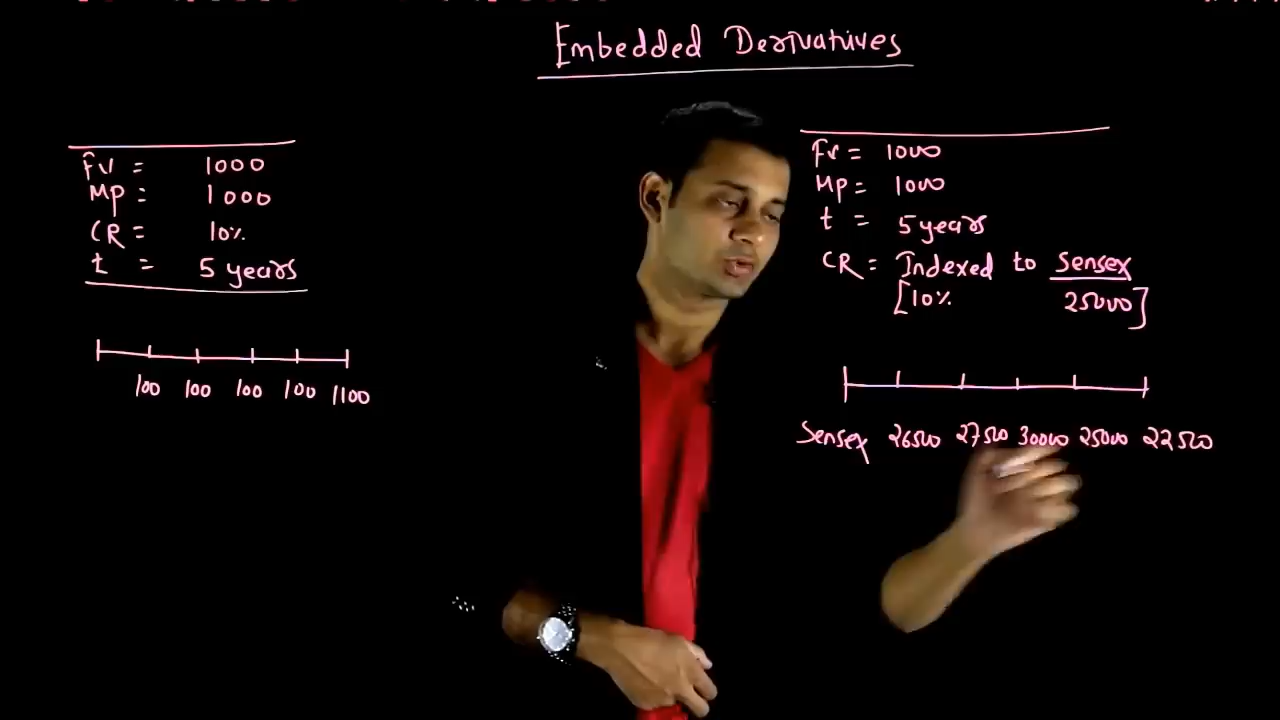 Embedded Derivatives
FV = 1000
MP = 1000
CR = 10%
t = 5 years
100 100 100 100 1100
FV = 1000
MP = 1000
t = 5 years
CR = Indexed to Sensex
[10% 25000]
Sensex 26500 27500 30000 25000 22500